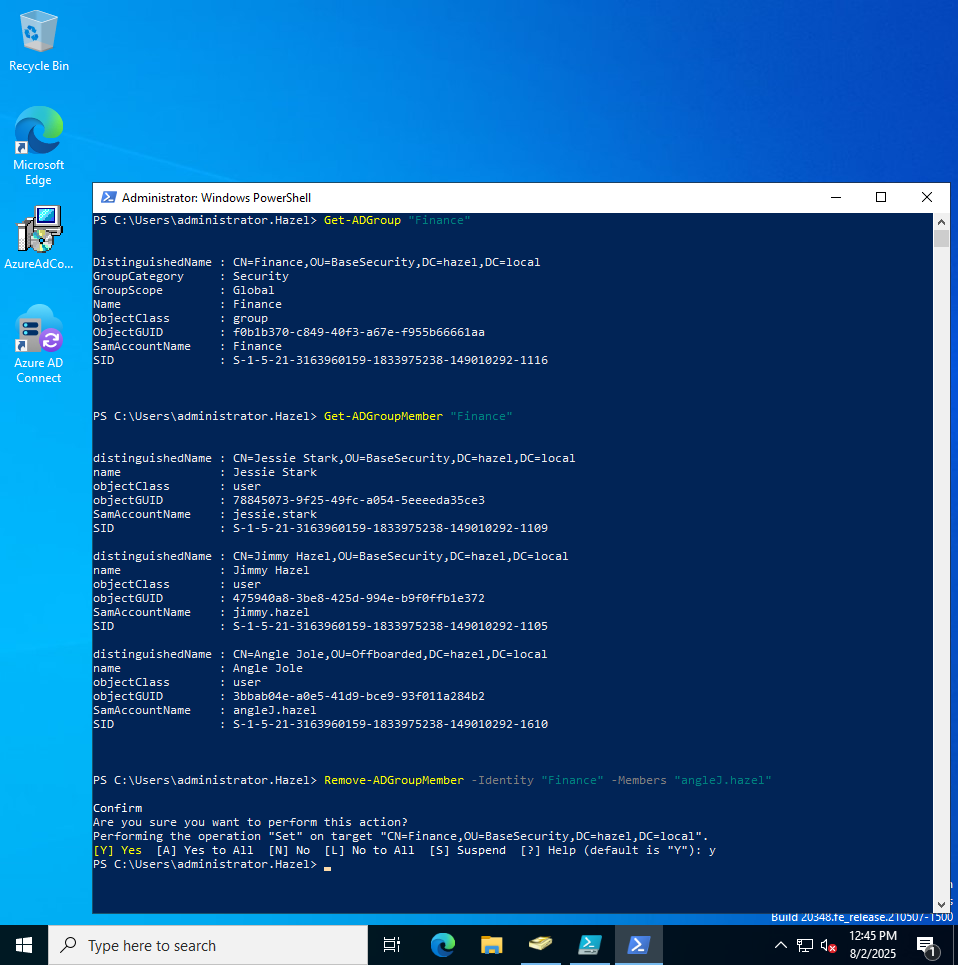 Recycle Bin
Microsoft
Edge
AzureAdCo...
Azure AD
Connect
Administrator: Windows PowerShell
PS C:\Users\administrator.Hazel> Get-ADGroup "Finance"
DistinguishedName : CN=Finance,OU=BaseSecurity,DC=hazel,DC=local
GroupCategory     : Security
GroupScope        : Global
Name              : Finance
ObjectClass       : group
ObjectGUID        : f0b1b370-c849-40f3-a67e-f955b66661aa
SamAccountName    : Finance
SID               : S-1-5-21-3163960159-1833975238-149010292-1116
PS C:\Users\administrator.Hazel> Get-ADGroupMember "Finance"
distinguishedName : CN=Jessie Stark,OU=BaseSecurity,DC=hazel,DC=local
name              : Jessie Stark
objectClass       : user
objectGUID        : 78845073-9f25-49fc-a054-5eeeeda35ce3
SamAccountName    : jessie.stark
SID               : S-1-5-21-3163960159-1833975238-149010292-1109
distinguishedName : CN=Jimmy Hazel,OU=BaseSecurity,DC=hazel,DC=local
name              : Jimmy Hazel
objectClass       : user
objectGUID        : 475940a8-3be8-425d-994e-b9f0ffb1e372
SamAccountName    : jimmy.hazel
SID               : S-1-5-21-3163960159-1833975238-149010292-1105
distinguishedName : CN=Angle Jole,OU=Offboarded,DC=hazel,DC=local
name              : Angle Jole
objectClass       : user
objectGUID        : 3bbab04e-a0e5-41d9-bce9-93f011a284b2
SamAccountName    : angleJ.hazel
SID               : S-1-5-21-3163960159-1833975238-149010292-1610
PS C:\Users\administrator.Hazel> Remove-ADGroupMember -Identity "Finance" -Members "angleJ.hazel"
Confirm
Are you sure you want to perform this action?
Performing the operation "Set" on target "CN=Finance,OU=BaseSecurity,DC=hazel,DC=local".
[Y] Yes  [A] Yes to All  [N] No  [L] No to All  [S] Suspend  [?] Help (default is "Y"): y
PS C:\Users\administrator.Hazel>
Build 20348.fe_release.210507-1500
Type here to search
12:45 PM
8/2/2025
1